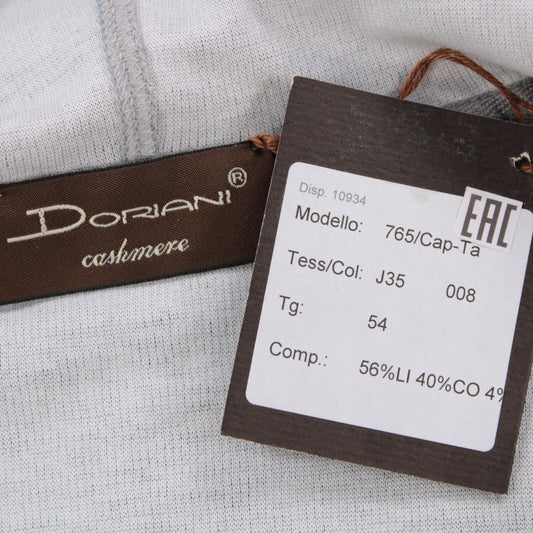 DORIANI®
cashmere
Disp. 10934
Modello: 765/Cap-Ta
EAC
Tess/Col: J35 008
Tg: 54
Comp.: 56%LI 40%CO 4%